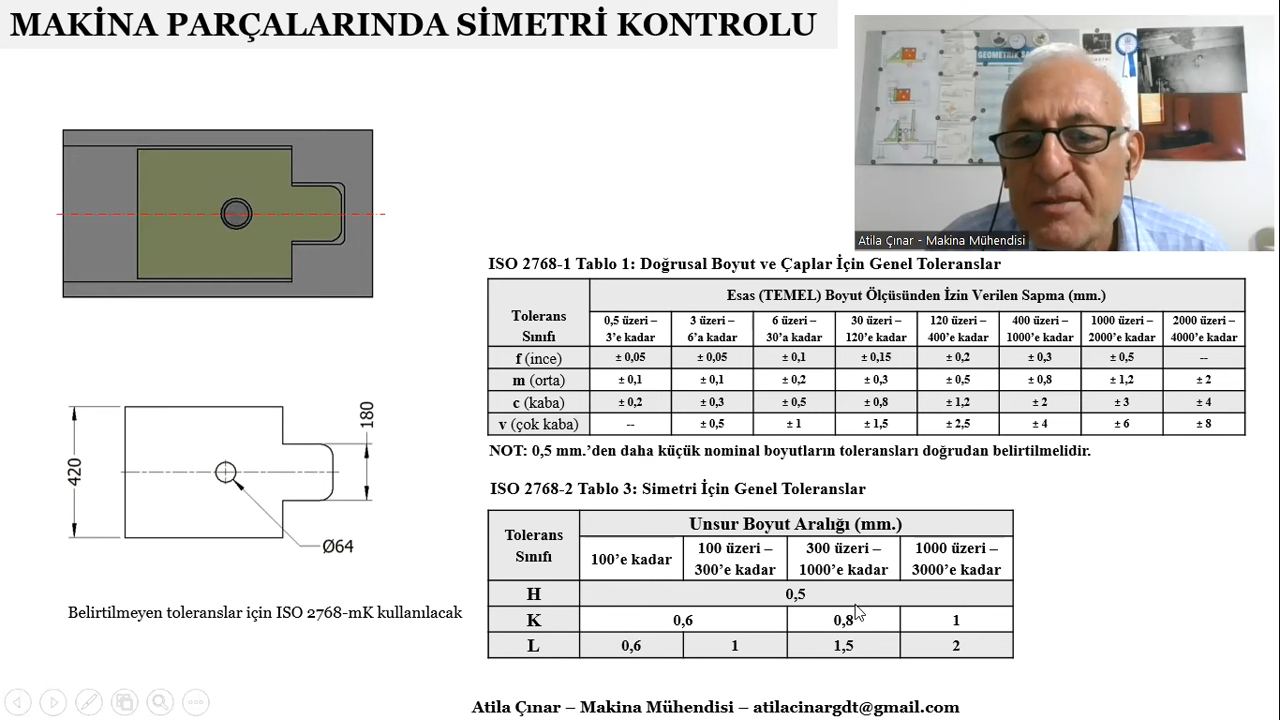 MAKİNA PARÇALARINDA SİMETRİ KONTROLU
Atila Çınar - Makina Mühendisi
ISO 2768-1 Tablo 1: Doğrusal Boyut ve Çaplar İçin Genel Toleranslar
Tolerans Sınıfı
Esas (TEMEL) Boyut Ölçüsünden İzin Verilen Sapma (mm.)
0,5 üzeri – 3 üzeri – 6 üzeri – 30 üzeri – 120 üzeri – 400 üzeri – 1000 üzeri – 2000 üzeri –
3'e kadar 6'a kadar 30'a kadar 120'e kadar 400'e kadar 1000'e kadar 2000'e kadar 4000'e kadar
f (ince) ± 0,05 ± 0,05 ± 0,1 ± 0,15 ± 0,2 ± 0,3 ± 0,5 --
m (orta) ± 0,1 ± 0,1 ± 0,2 ± 0,3 ± 0,5 ± 0,8 ± 1,2 ± 2
c (kaba) ± 0,2 ± 0,3 ± 0,5 ± 0,8 ± 1,2 ± 2 ± 3 ± 4
v (çok kaba) -- ± 0,5 ± 1 ± 1,5 ± 2,5 ± 4 ± 6 ± 8
NOT: 0,5 mm.'den daha küçük nominal boyutların toleransları doğrudan belirtilmelidir.
420
180
Ø64
Belirtilmeyen toleranslar için ISO 2768-mK kullanılacak
ISO 2768-2 Tablo 3: Simetri İçin Genel Toleranslar
Tolerans Sınıfı
Unsur Boyut Aralığı (mm.)
100'e kadar
100 üzeri – 300'e kadar
300 üzeri – 1000'e kadar
1000 üzeri – 3000'e kadar
H 0,5
K 0,6 0,8 1
L 0,6 1 1,5 2
Atila Çınar – Makina Mühendisi – atilacinargdt@gmail.com